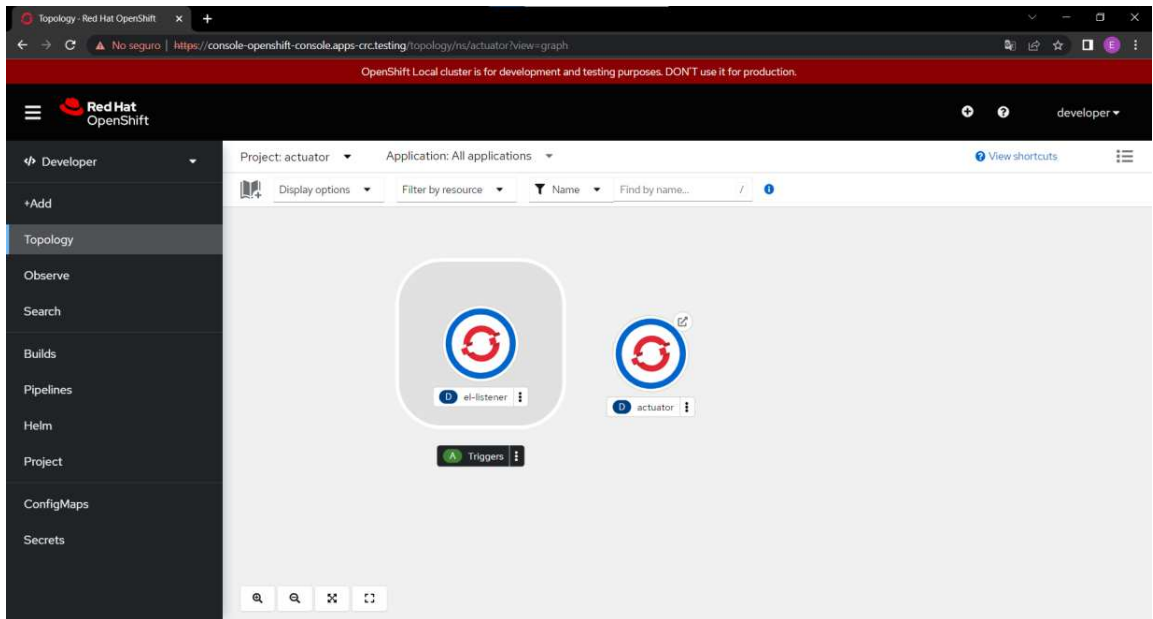 Topology · Red Hat OpenShift
No seguro
https://console-openshift-console.apps-crc.testing/topology/ns/actuator?view=graph
E
OpenShift Local cluster is for development and testing purposes. DON'T use it for production.
Red Hat
OpenShift
developer
Developer
Project: actuator
Application: All applications
View shortcuts
Display options
Filter by resource
Name
Find by name...
/
+Add
Topology
Observe
Search
Builds
Pipelines
Helm
Project
ConfigMaps
Secrets
D el-listener
D actuator
A Triggers